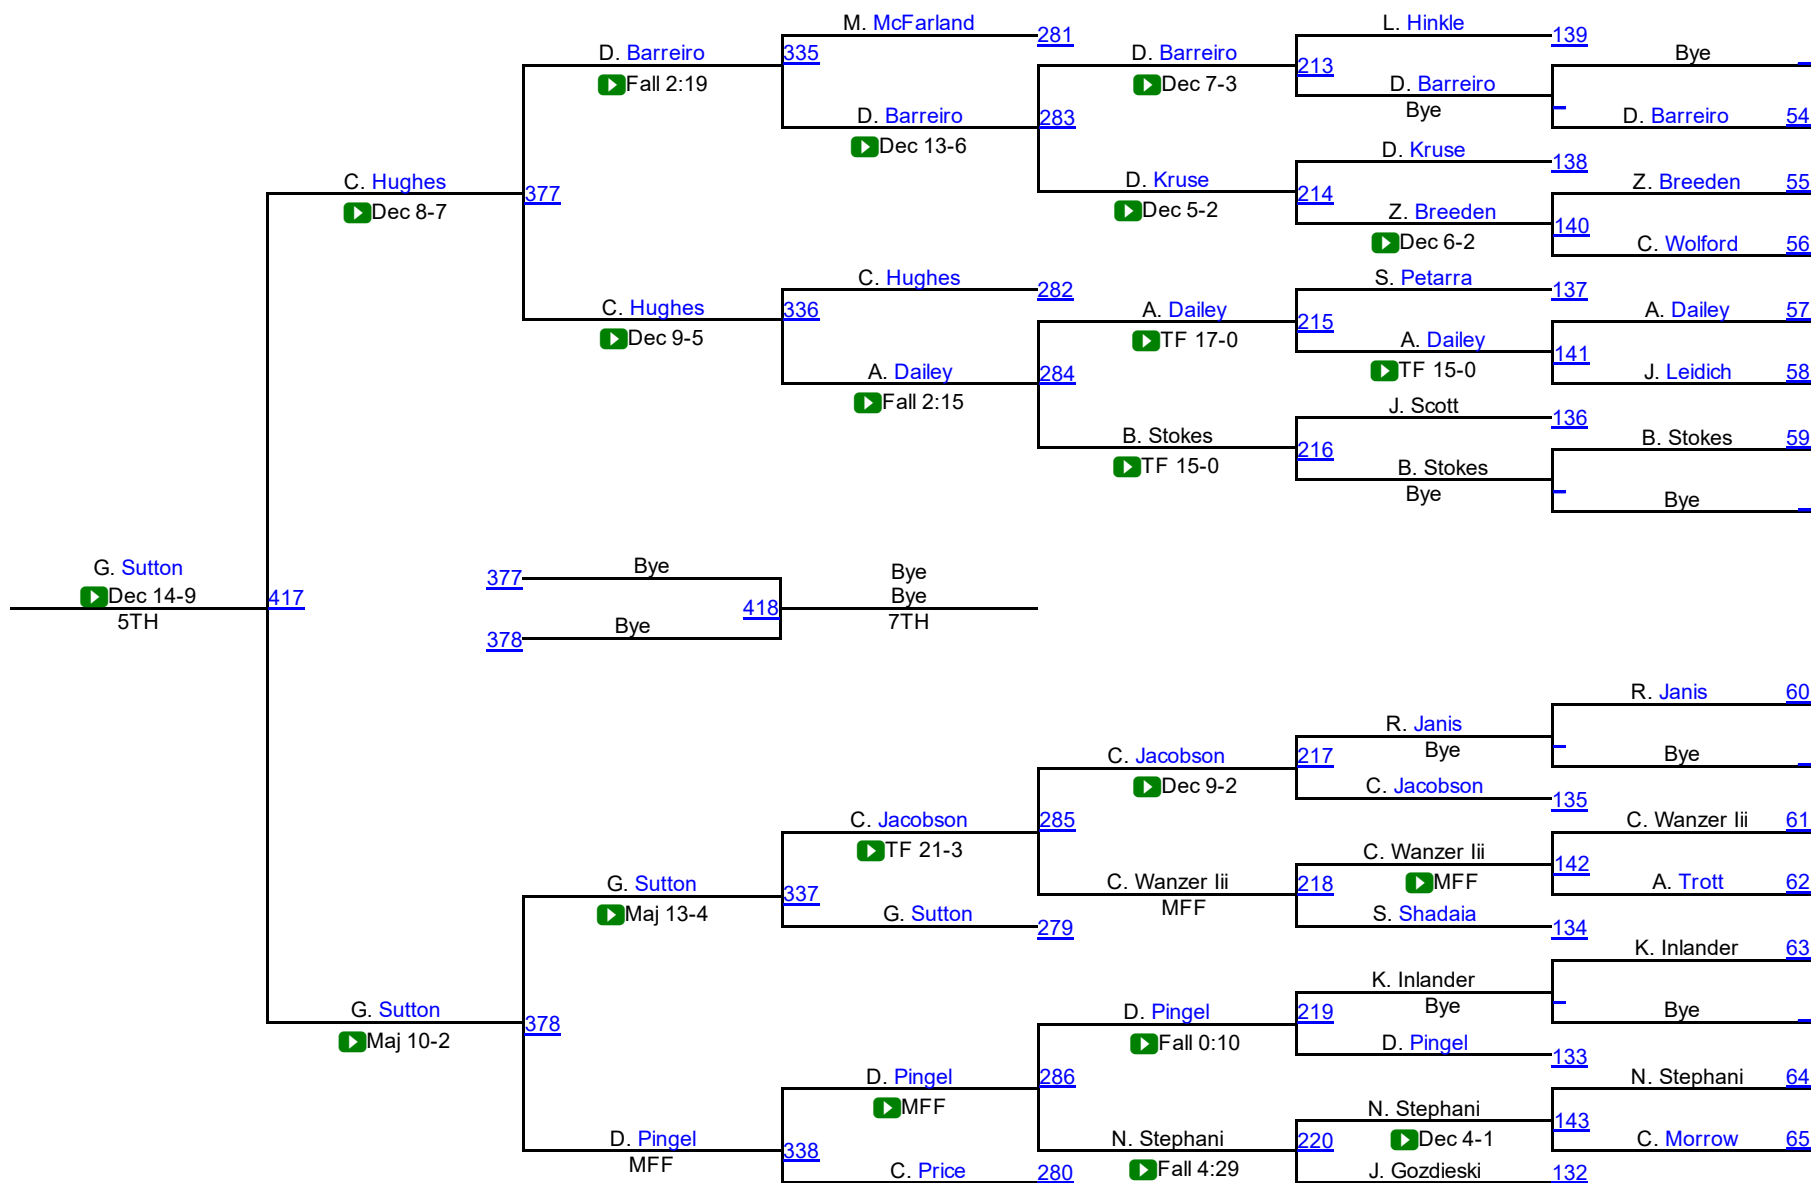 M. McFarland
281
L. Hinkle
139
D. Barreiro
335
Fall 2:19
D. Barreiro
Dec 7-3
213
Bye
D. Barreiro
Bye
D. Barreiro
54
D. Barreiro
Dec 13-6
283
D. Kruse
138
C. Hughes
Dec 8-7
377
D. Kruse
Dec 5-2
214
Z. Breeden
55
Z. Breeden
Dec 6-2
140
C. Wolford
56
C. Hughes
282
S. Petarra
137
C. Hughes
Dec 9-5
336
A. Dailey
TF 17-0
215
A. Dailey
57
A. Dailey
TF 15-0
141
A. Dailey
Fall 2:15
284
J. Leidich
58
J. Scott
136
B. Stokes
TF 15-0
216
B. Stokes
59
B. Stokes
Bye
Bye
G. Sutton
Dec 14-9
5TH
417
377
Bye
418
Bye
Bye
7TH
378
Bye
R. Janis
60
R. Janis
Bye
Bye
C. Jacobson
Dec 9-2
217
C. Jacobson
135
C. Jacobson
TF 21-3
285
C. Wanzer Iii
61
C. Wanzer Iii
MFF
142
G. Sutton
Maj 13-4
337
C. Wanzer Iii
MFF
218
A. Trott
62
G. Sutton
279
S. Shadaia
134
K. Inlander
63
K. Inlander
Bye
G. Sutton
Maj 10-2
378
D. Pingel
Fall 0:10
219
Bye
D. Pingel
133
D. Pingel
MFF
286
N. Stephani
64
N. Stephani
Dec 4-1
143
D. Pingel
MFF
338
N. Stephani
Fall 4:29
220
C. Morrow
65
C. Price
280
J. Gozdieski
132